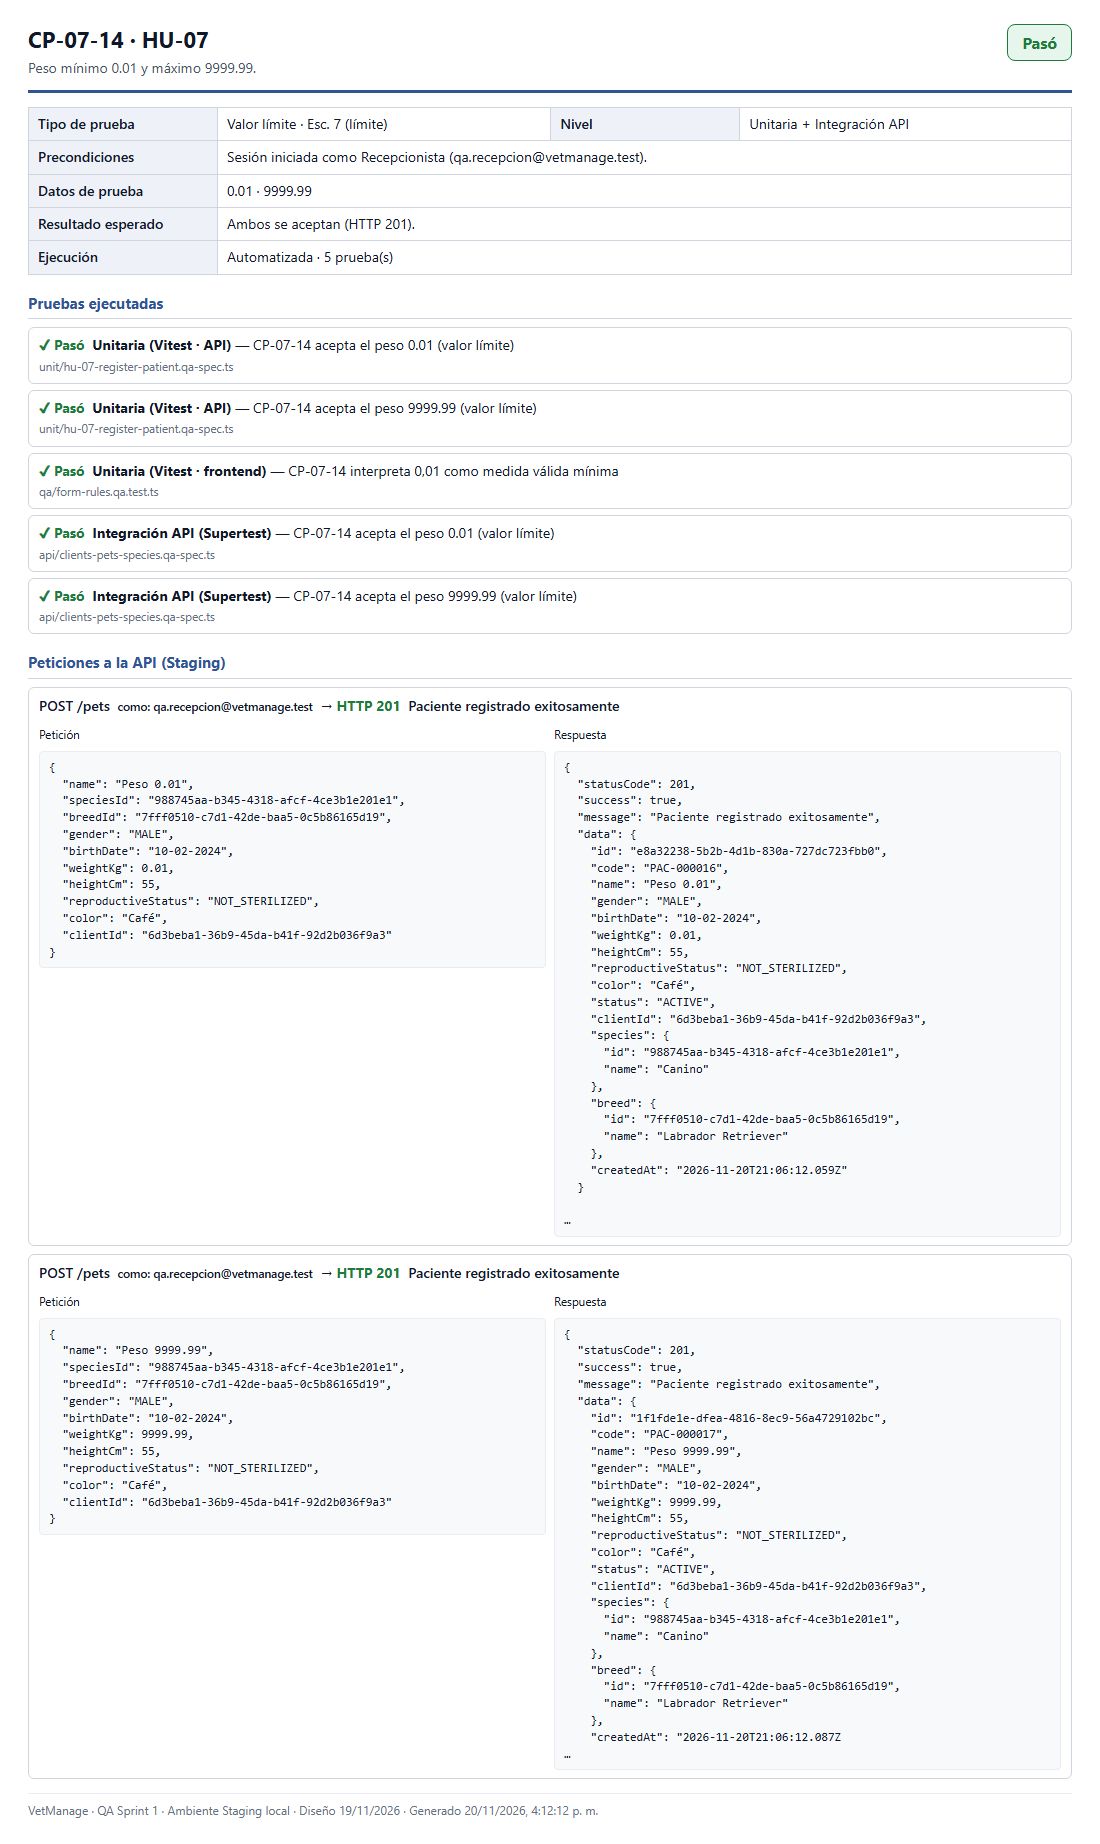 CP-07-14 · HU-07
Pasó
Peso mínimo 0.01 y máximo 9999.99.
Tipo de prueba
Valor límite · Esc. 7 (límite)
Nivel
Unitaria + Integración API
Precondiciones
Sesión iniciada como Recepcionista (qa.recepcion@vetmanage.test).
Datos de prueba
0.01 · 9999.99
Resultado esperado
Ambos se aceptan (HTTP 201).
Ejecución
Automatizada · 5 prueba(s)
Pruebas ejecutadas
✓ Pasó Unitaria (Vitest · API) — CP-07-14 acepta el peso 0.01 (valor límite)
unit/hu-07-register-patient.qa-spec.ts
✓ Pasó Unitaria (Vitest · API) — CP-07-14 acepta el peso 9999.99 (valor límite)
unit/hu-07-register-patient.qa-spec.ts
✓ Pasó Unitaria (Vitest · frontend) — CP-07-14 interpreta 0,01 como medida válida mínima
qa/form-rules.qa.test.ts
✓ Pasó Integración API (Supertest) — CP-07-14 acepta el peso 0.01 (valor límite)
api/clients-pets-species.qa-spec.ts
✓ Pasó Integración API (Supertest) — CP-07-14 acepta el peso 9999.99 (valor límite)
api/clients-pets-species.qa-spec.ts
Peticiones a la API (Staging)
POST /pets como: qa.recepcion@vetmanage.test → HTTP 201 Paciente registrado exitosamente
Petición
{
"name": "Peso 0.01",
"speciesId": "988745aa-b345-4318-afcf-4ce3b1e201e1",
"breedId": "7fff0510-c7d1-42de-baa5-0c5b86165d19",
"gender": "MALE",
"birthDate": "10-02-2024",
"weightKg": 0.01,
"heightCm": 55,
"reproductiveStatus": "NOT_STERILIZED",
"color": "Café",
"clientId": "6d3beba1-36b9-45da-b41f-92d2b036f9a3"
}
Respuesta
{
"statusCode": 201,
"success": true,
"message": "Paciente registrado exitosamente",
"data": {
"id": "e8a32238-5b2b-4d1b-830a-727dc723fbb0",
"code": "PAC-000016",
"name": "Peso 0.01",
"gender": "MALE",
"birthDate": "10-02-2024",
"weightKg": 0.01,
"heightCm": 55,
"reproductiveStatus": "NOT_STERILIZED",
"color": "Café",
"status": "ACTIVE",
"clientId": "6d3beba1-36b9-45da-b41f-92d2b036f9a3",
"species": {
"id": "988745aa-b345-4318-afcf-4ce3b1e201e1",
"name": "Canino"
},
"breed": {
"id": "7fff0510-c7d1-42de-baa5-0c5b86165d19",
"name": "Labrador Retriever"
},
"createdAt": "2026-11-20T21:06:12.059Z"
}
…
POST /pets como: qa.recepcion@vetmanage.test → HTTP 201 Paciente registrado exitosamente
Petición
{
"name": "Peso 9999.99",
"speciesId": "988745aa-b345-4318-afcf-4ce3b1e201e1",
"breedId": "7fff0510-c7d1-42de-baa5-0c5b86165d19",
"gender": "MALE",
"birthDate": "10-02-2024",
"weightKg": 9999.99,
"heightCm": 55,
"reproductiveStatus": "NOT_STERILIZED",
"color": "Café",
"clientId": "6d3beba1-36b9-45da-b41f-92d2b036f9a3"
}
Respuesta
{
"statusCode": 201,
"success": true,
"message": "Paciente registrado exitosamente",
"data": {
"id": "1f1fde1e-dfea-4816-8ec9-56a4729102bc",
"code": "PAC-000017",
"name": "Peso 9999.99",
"gender": "MALE",
"birthDate": "10-02-2024",
"weightKg": 9999.99,
"heightCm": 55,
"reproductiveStatus": "NOT_STERILIZED",
"color": "Café",
"status": "ACTIVE",
"clientId": "6d3beba1-36b9-45da-b41f-92d2b036f9a3",
"species": {
"id": "988745aa-b345-4318-afcf-4ce3b1e201e1",
"name": "Canino"
},
"breed": {
"id": "7fff0510-c7d1-42de-baa5-0c5b86165d19",
"name": "Labrador Retriever"
},
"createdAt": "2026-11-20T21:06:12.087Z
…
VetManage · QA Sprint 1 · Ambiente Staging local · Diseño 19/11/2026 · Generado 20/11/2026, 4:12:12 p. m.